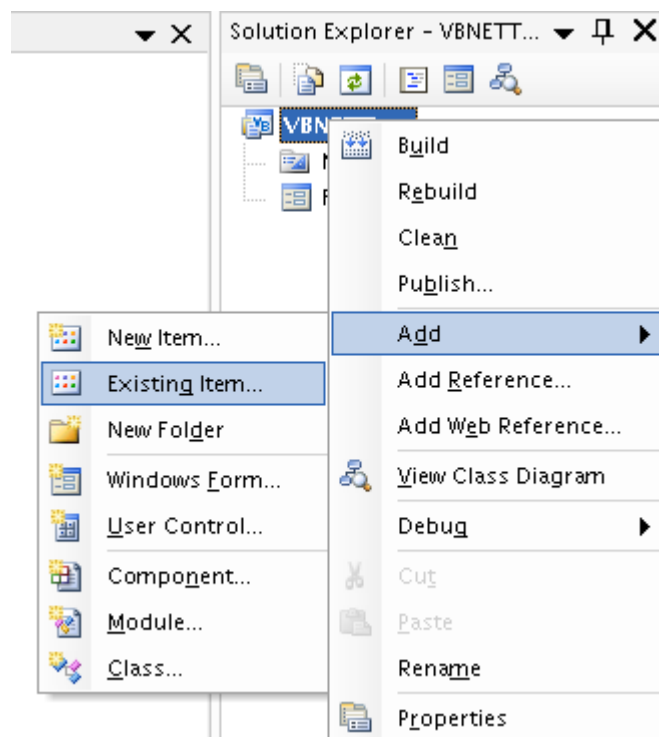 Solution Explorer - VBNETT...
Build
Rebuild
Clean
Publish...
Add
Add Reference...
Add Web Reference...
View Class Diagram
Debug
Cut
Paste
Rename
Properties
New Item...
Existing Item...
New Folder
Windows Form...
User Control...
Component...
Module...
Class...